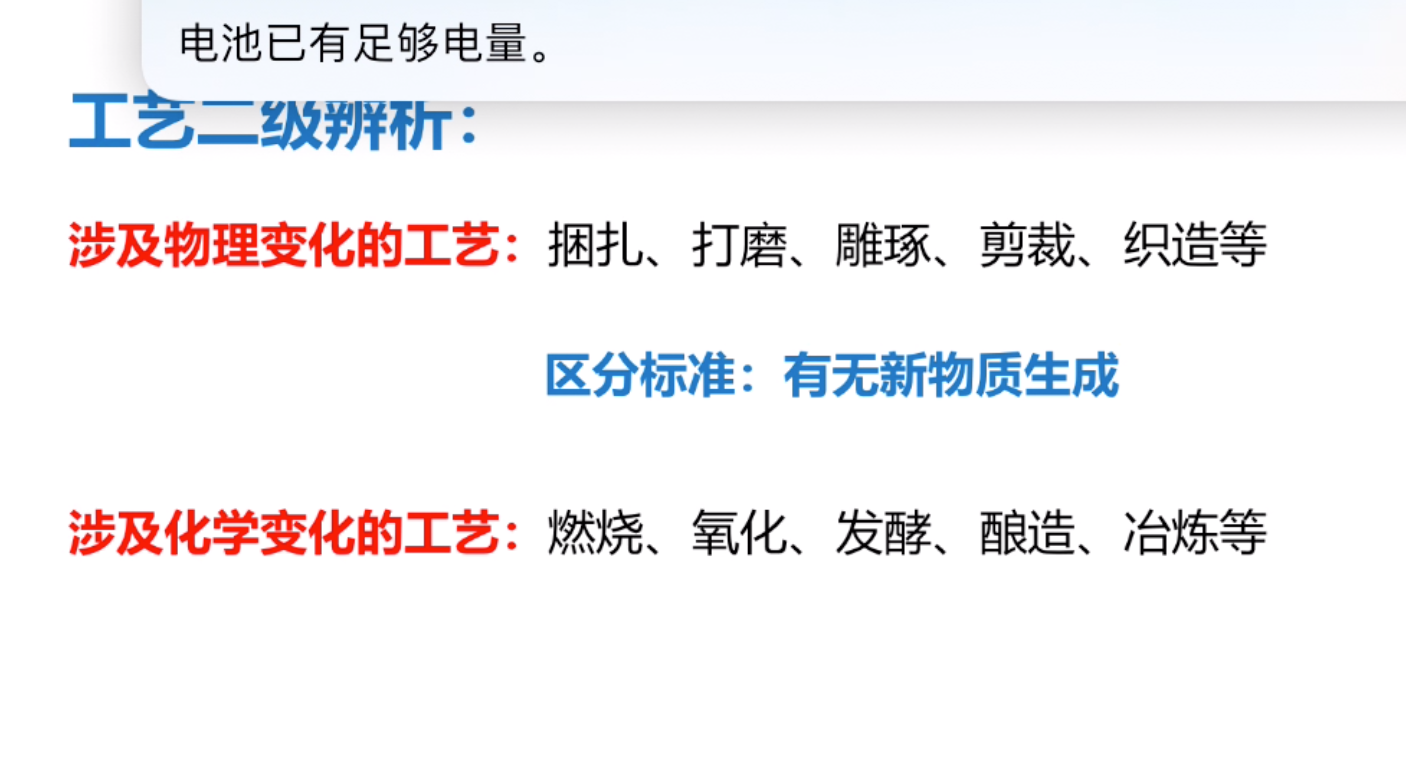 电池已有足够电量。
工艺二级辨析：
涉及物理变化的工艺：捆扎、打磨、雕琢、剪裁、织造等
区分标准：有无新物质生成
涉及化学变化的工艺：燃烧、氧化、发酵、酿造、冶炼等